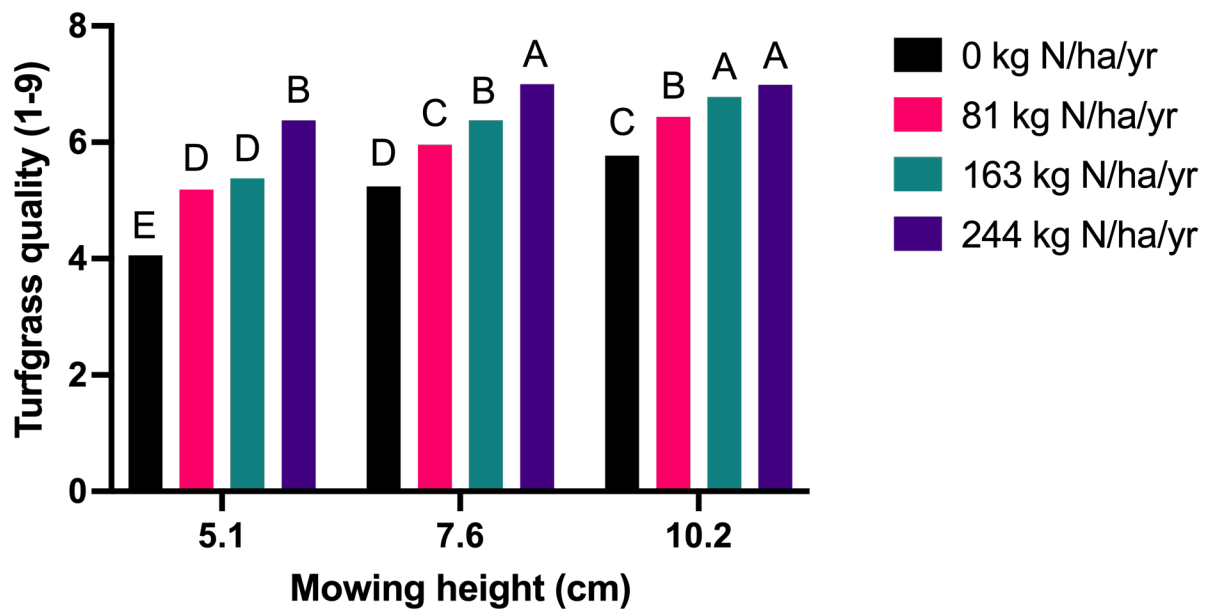 Turfgrass quality (1-9)
8
6
4
2
0
E
D
D
B
D
C
B
A
C
B
A
A
5.1
7.6
10.2
Mowing height (cm)
0 kg N/ha/yr
81 kg N/ha/yr
163 kg N/ha/yr
244 kg N/ha/yr